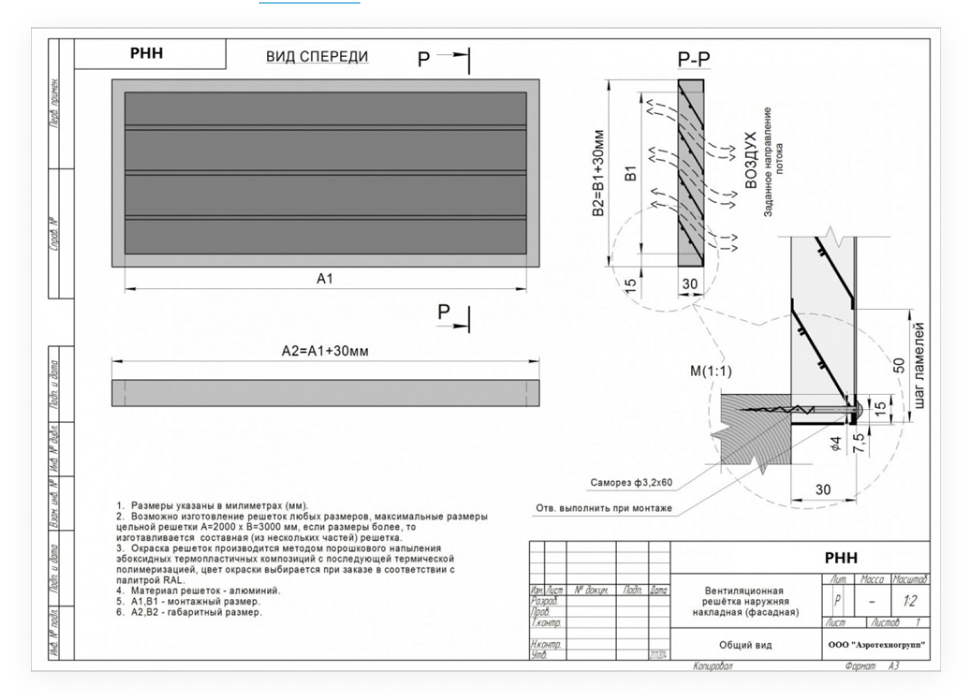 РНН
ВИД СПЕРЕДИ
Р
Р-Р
Перв. примен.
Справ. №
B2=B1+30мм
B1
ВОЗДУХ
Заданное направление
потока
15
30
A1
Р
A2=A1+30мм
М(1:1)
50
шаг ламелей
15
ф4
7,5
30
Саморез ф3,2х60
Отв. выполнить при монтаже
Подп. и дата
Инв. № дубл.
Взам. инв. №
Подп. и дата
Инв. № подл.
1. Размеры указаны в милиметрах (мм).
2. Возможно изготовление решеток любых размеров, максимальные размеры
цельной решетки А=2000 х В=3000 мм, если размеры более, то
изготавливается составная (из нескольких частей) решетка.
3. Окраска решеток производится методом порошкового напыления
эбоксидных термопластичных композиций с последующей термической
полимеризацией, цвет окраски выбирается при заказе в соответствии с
палитрой RAL.
4. Материал решеток - алюминий.
5. А1,В1 - монтажный размер.
6. А2,В2 - габаритный размер.
РНН
Изм. Лист № докум. Подп. Дата
Разраб.
Пров.
Т.контр.
Н.контр.
Утв.
Вентиляционная
решётка наружняя
накладная (фасадная)
Лит. Масса Масштаб
Р - 1:2
Лист Листов 1
Общий вид
ООО "Аэротехногрупп"
Копировал Формат А3